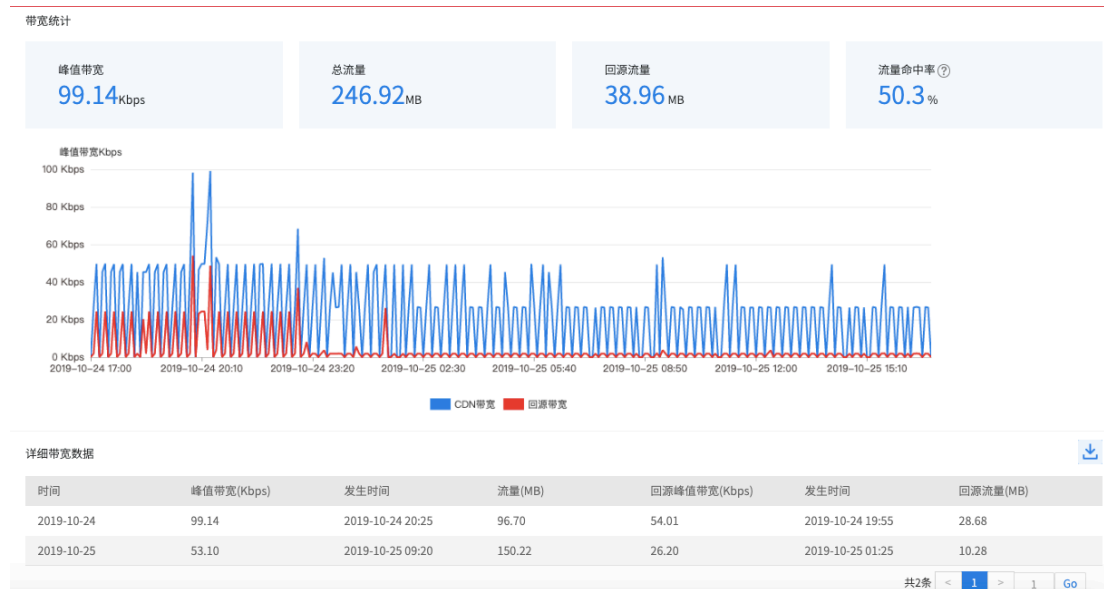 带宽统计
峰值带宽 总流量 回源流量 流量命中率?
99.14Kbps 246.92MB 38.96 MB 50.3 %
峰值带宽Kbps
100 Kbps
80 Kbps
60 Kbps
40 Kbps
20 Kbps
0 Kbps
2019-10-24 17:00 2019-10-24 20:10 2019-10-24 23:20 2019-10-25 02:30 2019-10-25 05:40 2019-10-25 08:50 2019-10-25 12:00 2019-10-25 15:10
CDN带宽 回源带宽
详细带宽数据
时间 峰值带宽(Kbps) 发生时间 流量(MB) 回源峰值带宽(Kbps) 发生时间 回源流量(MB)
2019-10-24 99.14 2019-10-24 20:25 96.70 54.01 2019-10-24 19:55 28.68
2019-10-25 53.10 2019-10-25 09:20 150.22 26.20 2019-10-25 01:25 10.28
共2条 < 1 > 1 Go